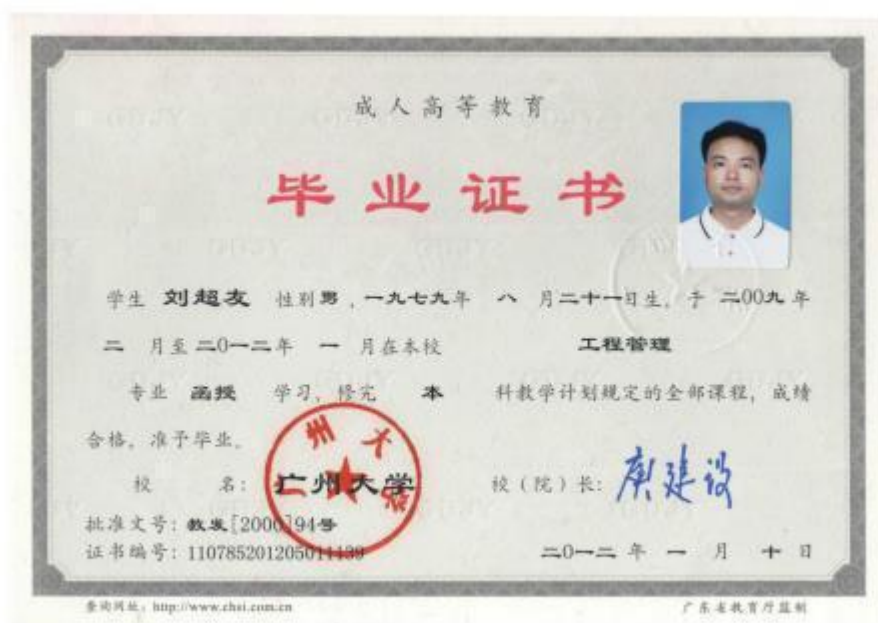 成人高等教育
毕业证书
学生 刘超友 性别男，一九七九年 八 月二十一日生，于 二00九 年
二 月至 二0一二年 一 月在本校 工程管理
专业 函授 学习，修完 本 科教学计划规定的全部课程，成绩
合格，准予毕业。
校 名：广州大学 校（院）长：庾建设
批准文号：教发[2000]94号
证书编号：110785201205011139 二0一二 年 一 月 十 日
查询网址：http://www.chsi.com.cn 广东省教育厅监制
广州大学